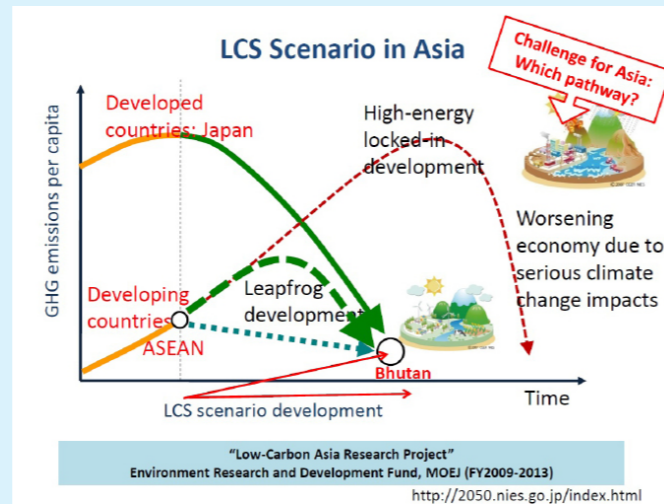 LCS Scenario in Asia
Challenge for Asia:
Which pathway?
GHG emissions per capita
Developed
countries: Japan
High-energy
locked-in
development
Worsening
economy due to
serious climate
change impacts
Developing
countries
ASEAN
Leapfrog
development
Bhutan
Time
LCS scenario development
“Low-Carbon Asia Research Project”
Environment Research and Development Fund, MOEJ (FY2009-2013)
http://2050.nies.go.jp/index.html